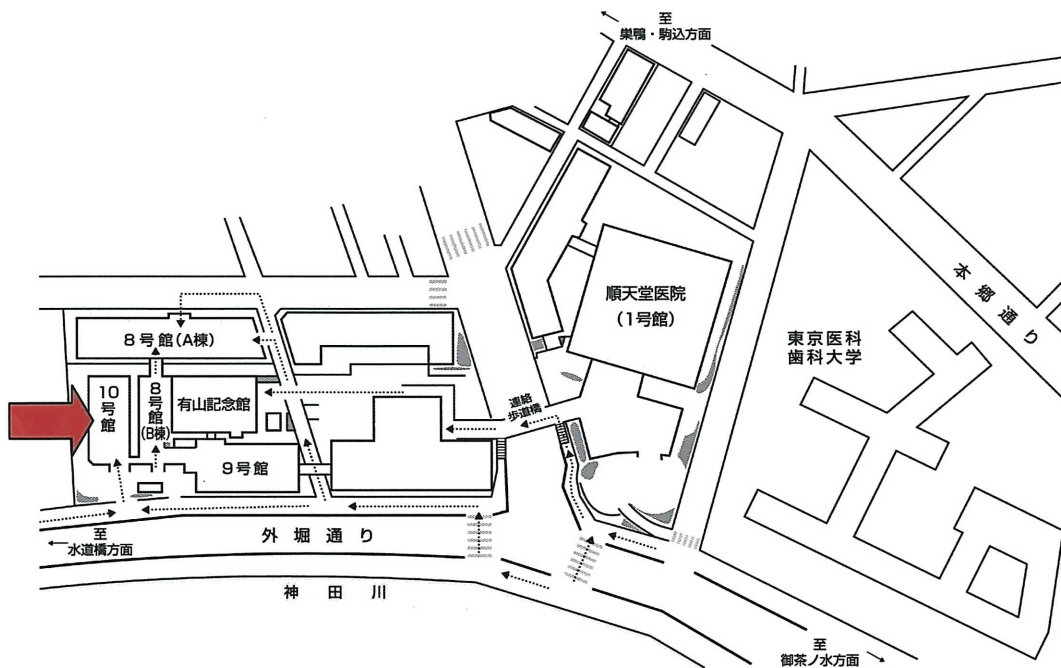 至
巣鴨・駒込方面
本郷通り
順天堂医院
(1号館)
東京医科
歯科大学
8号館(A棟)
10号館
8号館
(B棟)
有山記念館
連絡
歩道橋
9号館
外堀通り
至
水道橋方面
神田川
至
御茶ノ水方面